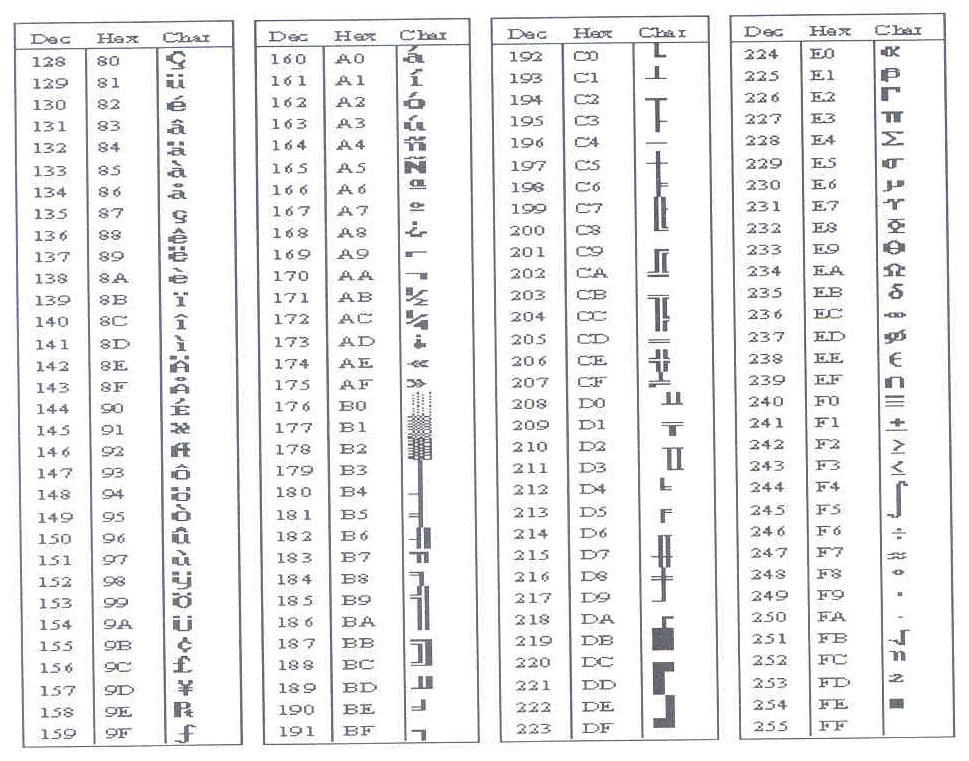 Dec Hex Char
128 80 Ç
129 81 ü
130 82 é
131 83 â
132 84 ä
133 85 à
134 86 å
135 87 ç
136 88 ê
137 89 ë
138 8A è
139 8B ï
140 8C î
141 8D ì
142 8E Ä
143 8F Å
144 90 É
145 91 æ
146 92 Æ
147 93 ô
148 94 ö
149 95 ò
150 96 û
151 97 ù
152 98 ÿ
153 99 Ö
154 9A Ü
155 9B ¢
156 9C £
157 9D ¥
158 9E ₧
159 9F ƒ
Dec Hex Char
160 A0 á
161 A1 í
162 A2 ó
163 A3 ú
164 A4 ñ
165 A5 Ñ
166 A6 ª
167 A7 º
168 A8 ¿
169 A9 ⌐
170 AA ¬
171 AB ½
172 AC ¼
173 AD ¡
174 AE «
175 AF »
176 B0 ░
177 B1 ▒
178 B2 ▓
179 B3 │
180 B4 ┤
181 B5 ╡
182 B6 ╢
183 B7 ╖
184 B8 ╕
185 B9 ╣
186 BA ║
187 BB ╗
188 BC ╝
189 BD ╜
190 BE ╛
191 BF ┐
Dec Hex Char
192 C0 └
193 C1 ┴
194 C2 ┬
195 C3 ├
196 C4 ─
197 C5 ┼
198 C6 ╞
199 C7 ╟
200 C8 ╚
201 C9 ╔
202 CA ╩
203 CB ╦
204 CC ╠
205 CD ═
206 CE ╬
207 CF ╧
208 D0 ╨
209 D1 ╤
210 D2 ╥
211 D3 ╙
212 D4 ╘
213 D5 ╒
214 D6 ╓
215 D7 ╫
216 D8 ╪
217 D9 ┘
218 DA ┌
219 DB █
220 DC ▄
221 DD ▌
222 DE ▐
223 DF ▀
Dec Hex Char
224 E0 α
225 E1 β
226 E2 Γ
227 E3 π
228 E4 Σ
229 E5 σ
230 E6 µ
231 E7 ϒ
232 E8 Φ
233 E9 Θ
234 EA Ω
235 EB δ
236 EC ∞
237 ED ø
238 EE ∈
239 EF ∩
240 F0 ≡
241 F1 ±
242 F2 ≥
243 F3 ≤
244 F4 ⌠
245 F5 ⌡
246 F6 ÷
247 F7 ≈
248 F8 °
249 F9 ∙
250 FA ·
251 FB √
252 FC ⁿ
253 FD ²
254 FE ■
255 FF